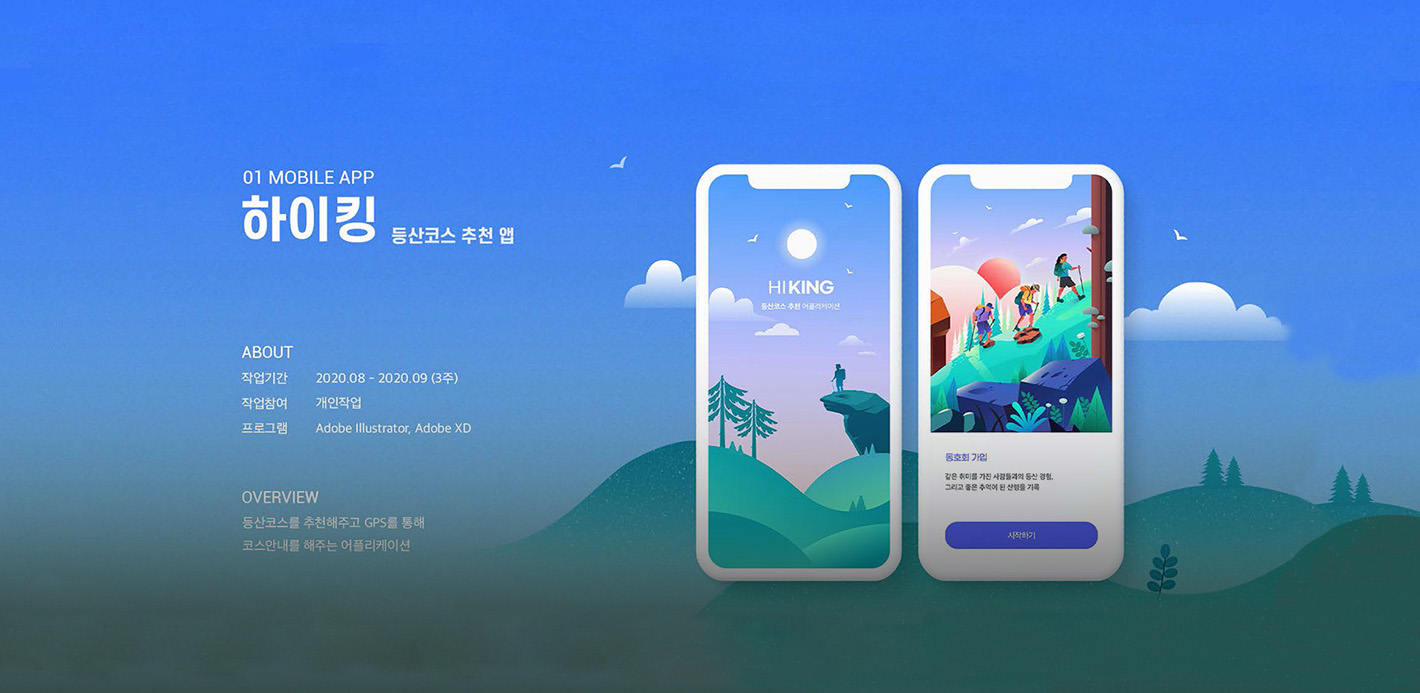 01 MOBILE APP
하이킹 등산코스 추천 앱
ABOUT
작업기간 2020.08 - 2020.09 (3주)
작업참여 개인작업
프로그램 Adobe Illustrator, Adobe XD
OVERVIEW
등산코스를 추천해주고 GPS를 통해
코스안내를 해주는 어플리케이션
HIKING
등산코스 추천 어플리케이션
동호회 가입
같은 취미를 가진 사람들과의 등산 경험,
그리고 좋은 추억이 된 산행을 기록
시작하기